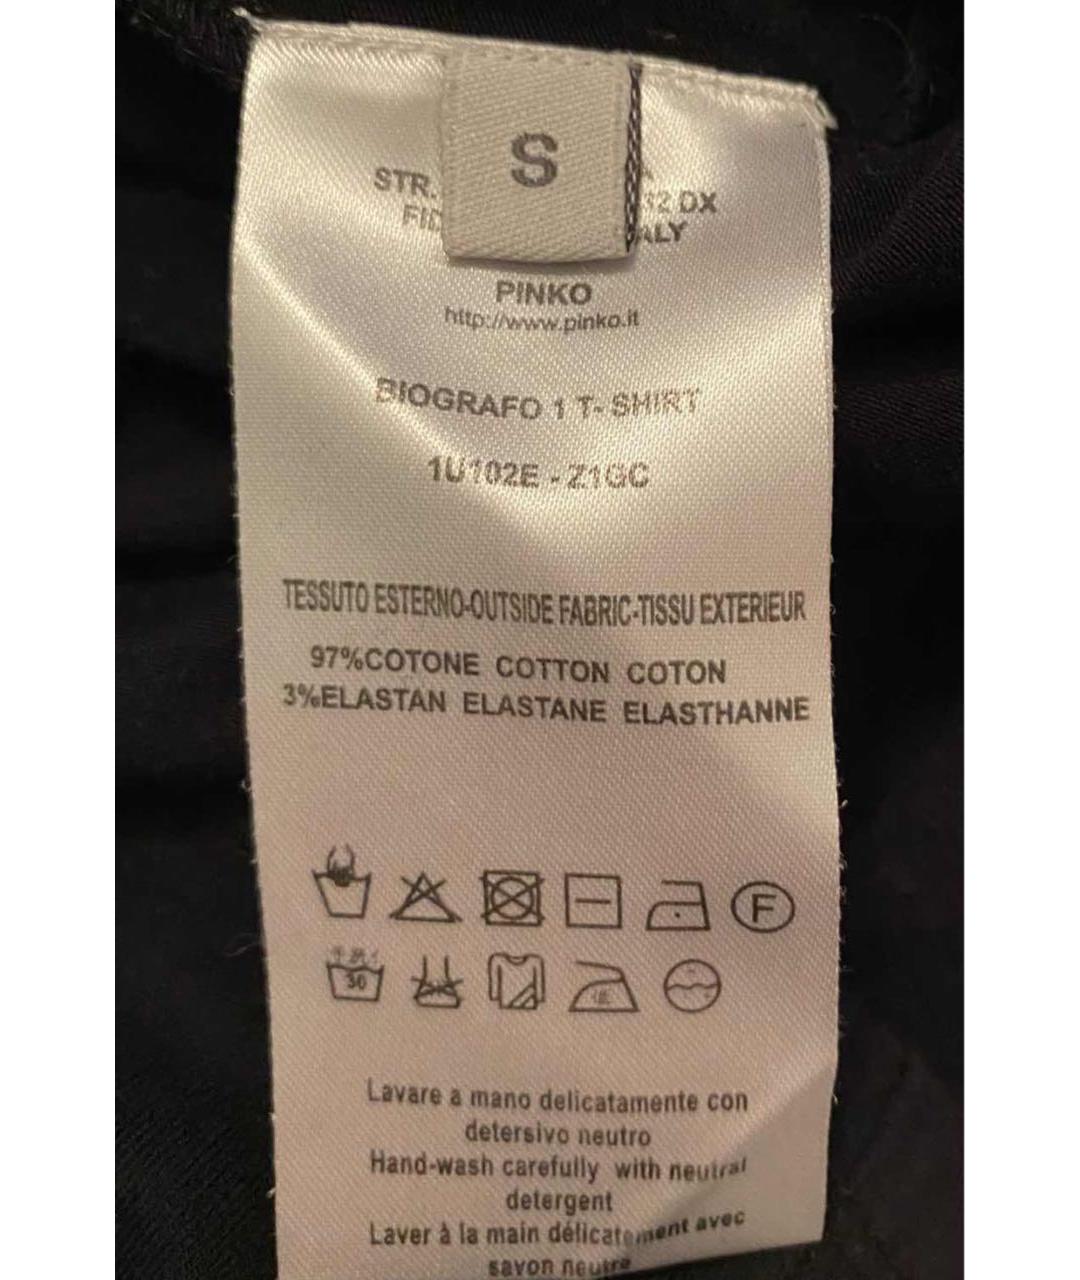 S
STR.
32 DX
PINKO
http://www.pinko.it
BIOGRAFO 1 T- SHIRT
1U102E - Z1GC
TESSUTO ESTERNO-OUTSIDE FABRIC-TISSU EXTERIEUR
97%COTONE COTTON COTON
3%ELASTAN ELASTANE ELASTHANNE
F
30
Lavare a mano delicatamente con
detersivo neutro
Hand-wash carefully with neutral
detergent
Laver à la main délicatement avec
savon neutre